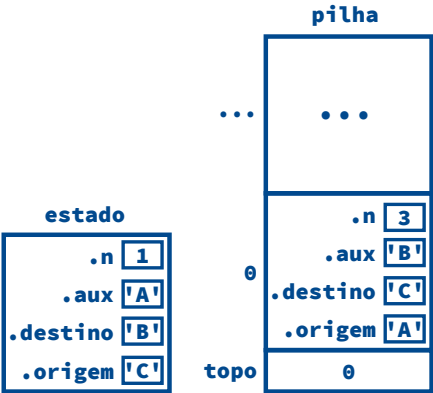 pilha
... ...
estado
.n 1
.aux 'A'
.destino 'B'
.origem 'C'
0
.n 3
.aux 'B'
.destino 'C'
.origem 'A'
topo 0